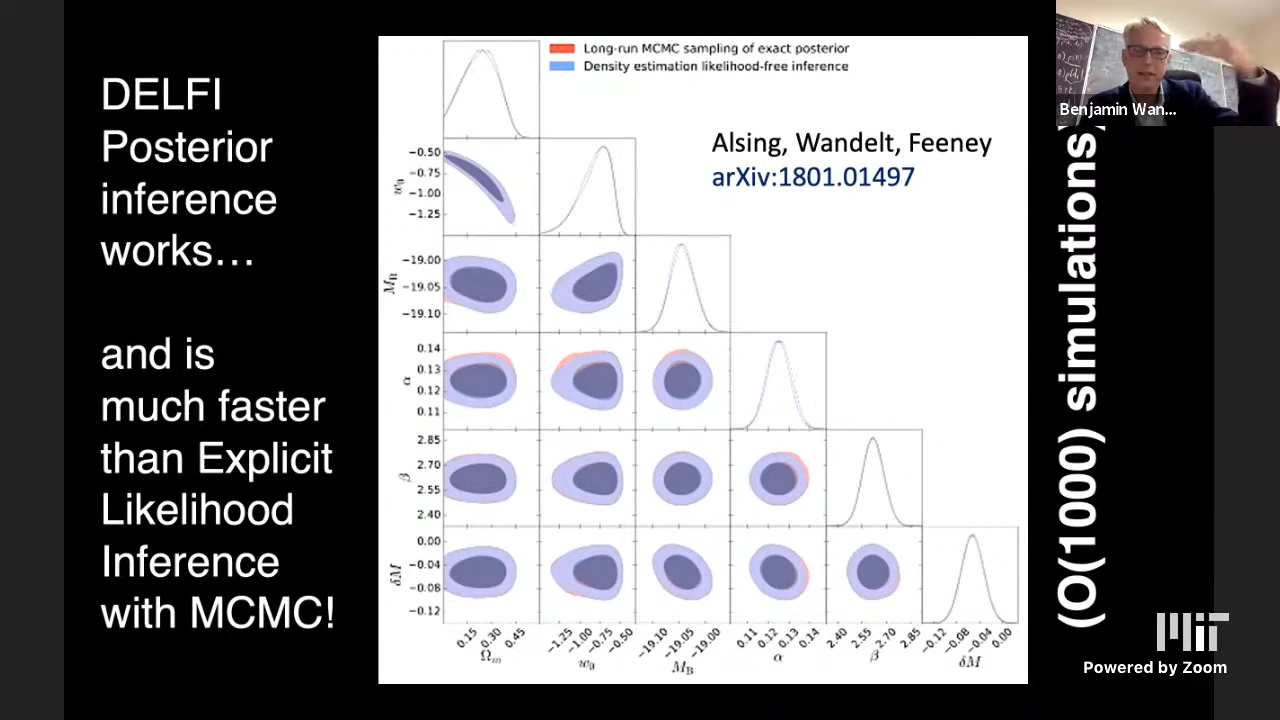 DELFI
Posterior
inference
works…
and is
much faster
than Explicit
Likelihood
Inference
with MCMC!
Long-run MCMC sampling of exact posterior
Density estimation likelihood-free inference
Alsing, Wandelt, Feeney
arXiv:1801.01497
w₀
−0.50
−0.75
−1.00
−1.25
M_B
−19.00
−19.05
−19.10
α
0.14
0.13
0.12
0.11
β
2.85
2.70
2.55
2.40
δM
0.00
−0.04
−0.08
−0.12
0.15 0.30 0.45
−1.25 −1.00 −0.75 −0.50
−19.10 −19.05 −19.00
0.11 0.12 0.13 0.14
2.40 2.55 2.70 2.85
−0.12 −0.08 −0.04 0.00
Ω_m w₀ M_B α β δM
(O(1000) simulations)
Benjamin Wan...
MIT
Powered by Zoom